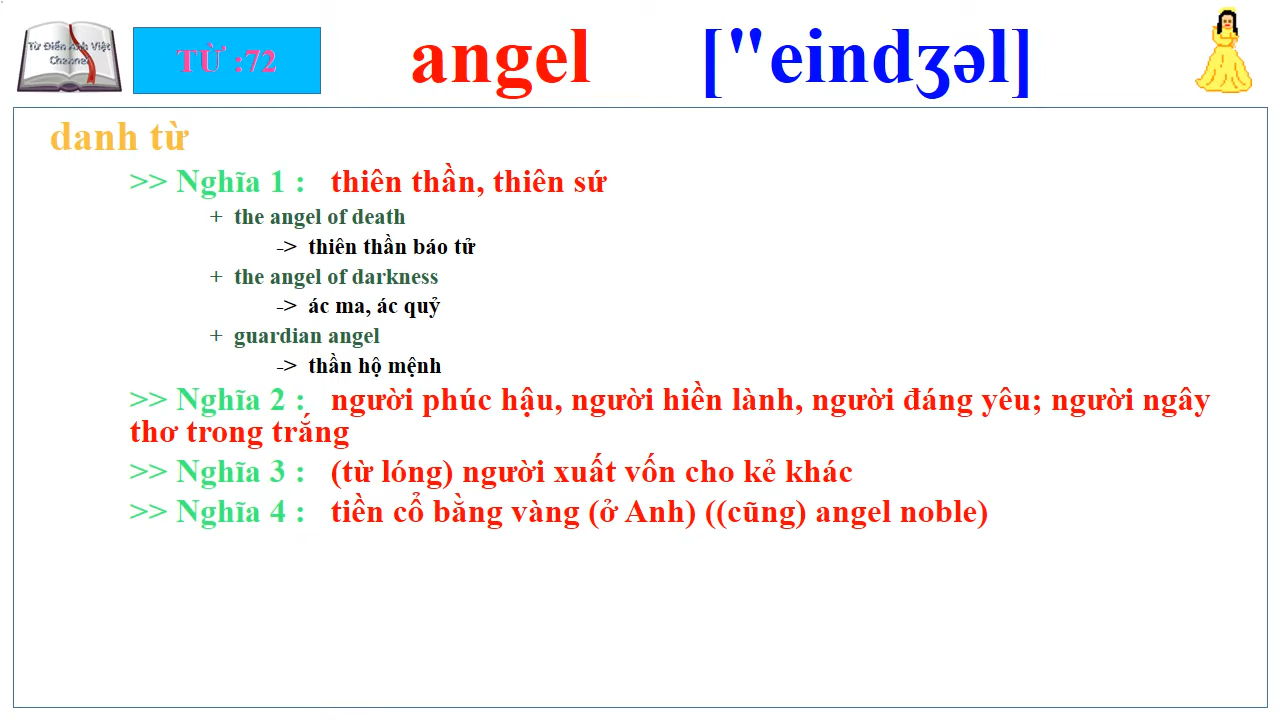 Từ Điển Anh Việt
Channel
TỪ :72
angel
["eindʒəl]
danh từ
>> Nghĩa 1 : thiên thần, thiên sứ
+ the angel of death
-> thiên thần báo tử
+ the angel of darkness
-> ác ma, ác quỷ
+ guardian angel
-> thần hộ mệnh
>> Nghĩa 2 : người phúc hậu, người hiền lành, người đáng yêu; người ngây
thơ trong trắng
>> Nghĩa 3 : (từ lóng) người xuất vốn cho kẻ khác
>> Nghĩa 4 : tiền cổ bằng vàng (ở Anh) ((cũng) angel noble)